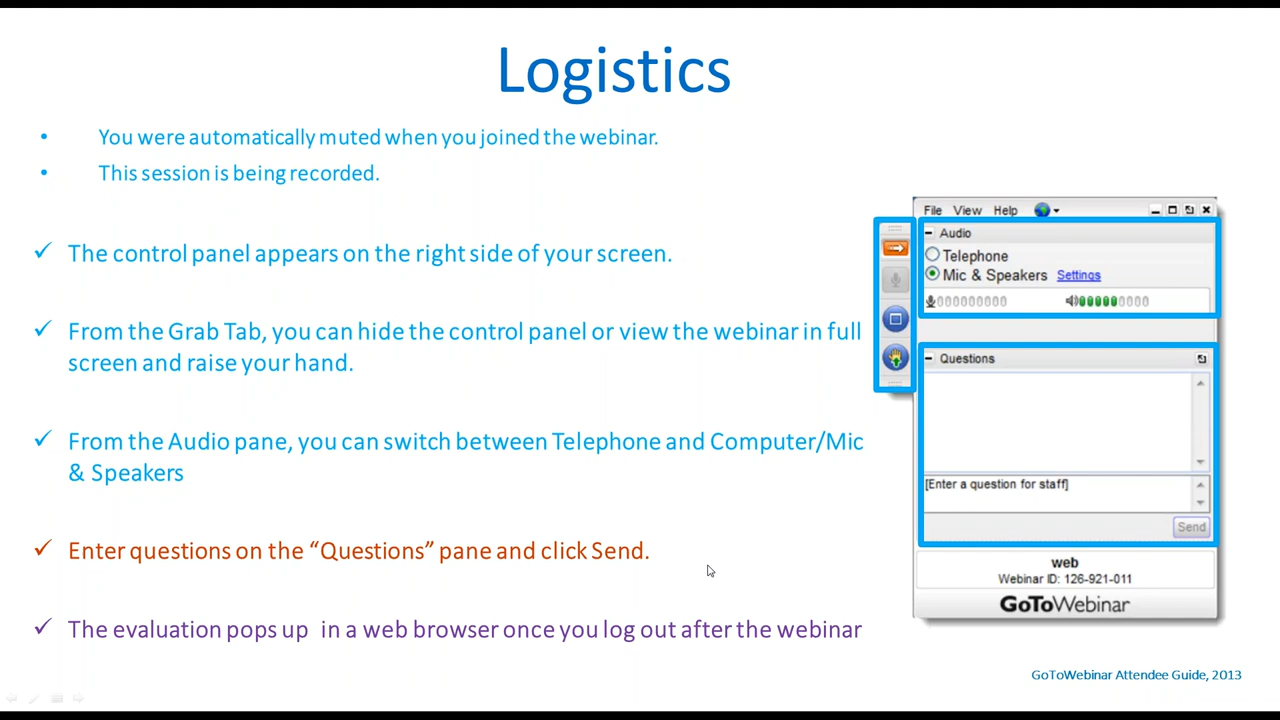 Logistics
• You were automatically muted when you joined the webinar.
• This session is being recorded.
✓ The control panel appears on the right side of your screen.
✓ From the Grab Tab, you can hide the control panel or view the webinar in full
screen and raise your hand.
✓ From the Audio pane, you can switch between Telephone and Computer/Mic
& Speakers
✓ Enter questions on the “Questions” pane and click Send.
✓ The evaluation pops up in a web browser once you log out after the webinar
File View Help
Audio
Telephone
Mic & Speakers Settings
Questions
[Enter a question for staff]
Send
web
Webinar ID: 126-921-011
GoToWebinar
GoToWebinar Attendee Guide, 2013